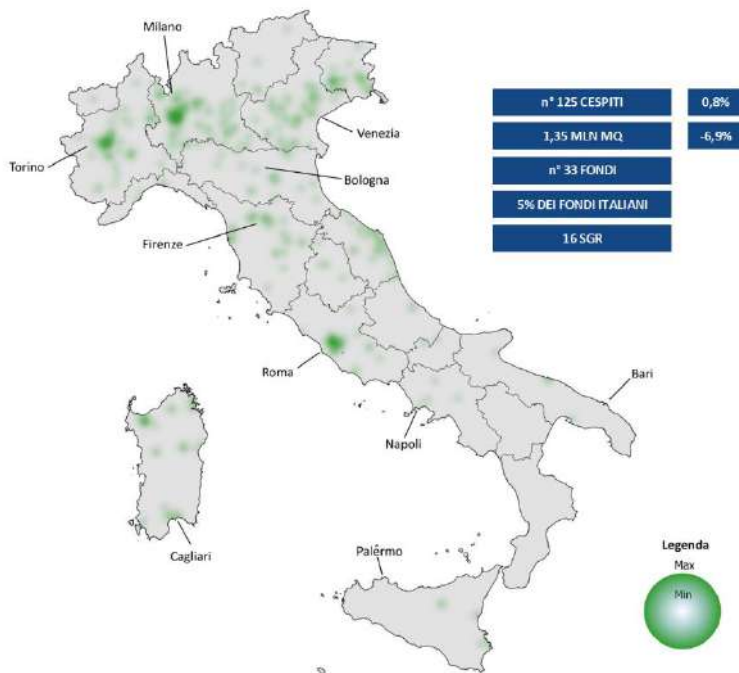 Milano
Torino
Venezia
Bologna
Firenze
Roma
Bari
Napoli
Cagliari
Palermo
n° 125 CESPITI 0,8%
1,35 MLN MQ -6,9%
n° 33 FONDI
5% DEI FONDI ITALIANI
16 SGR
Legenda
Max
Min